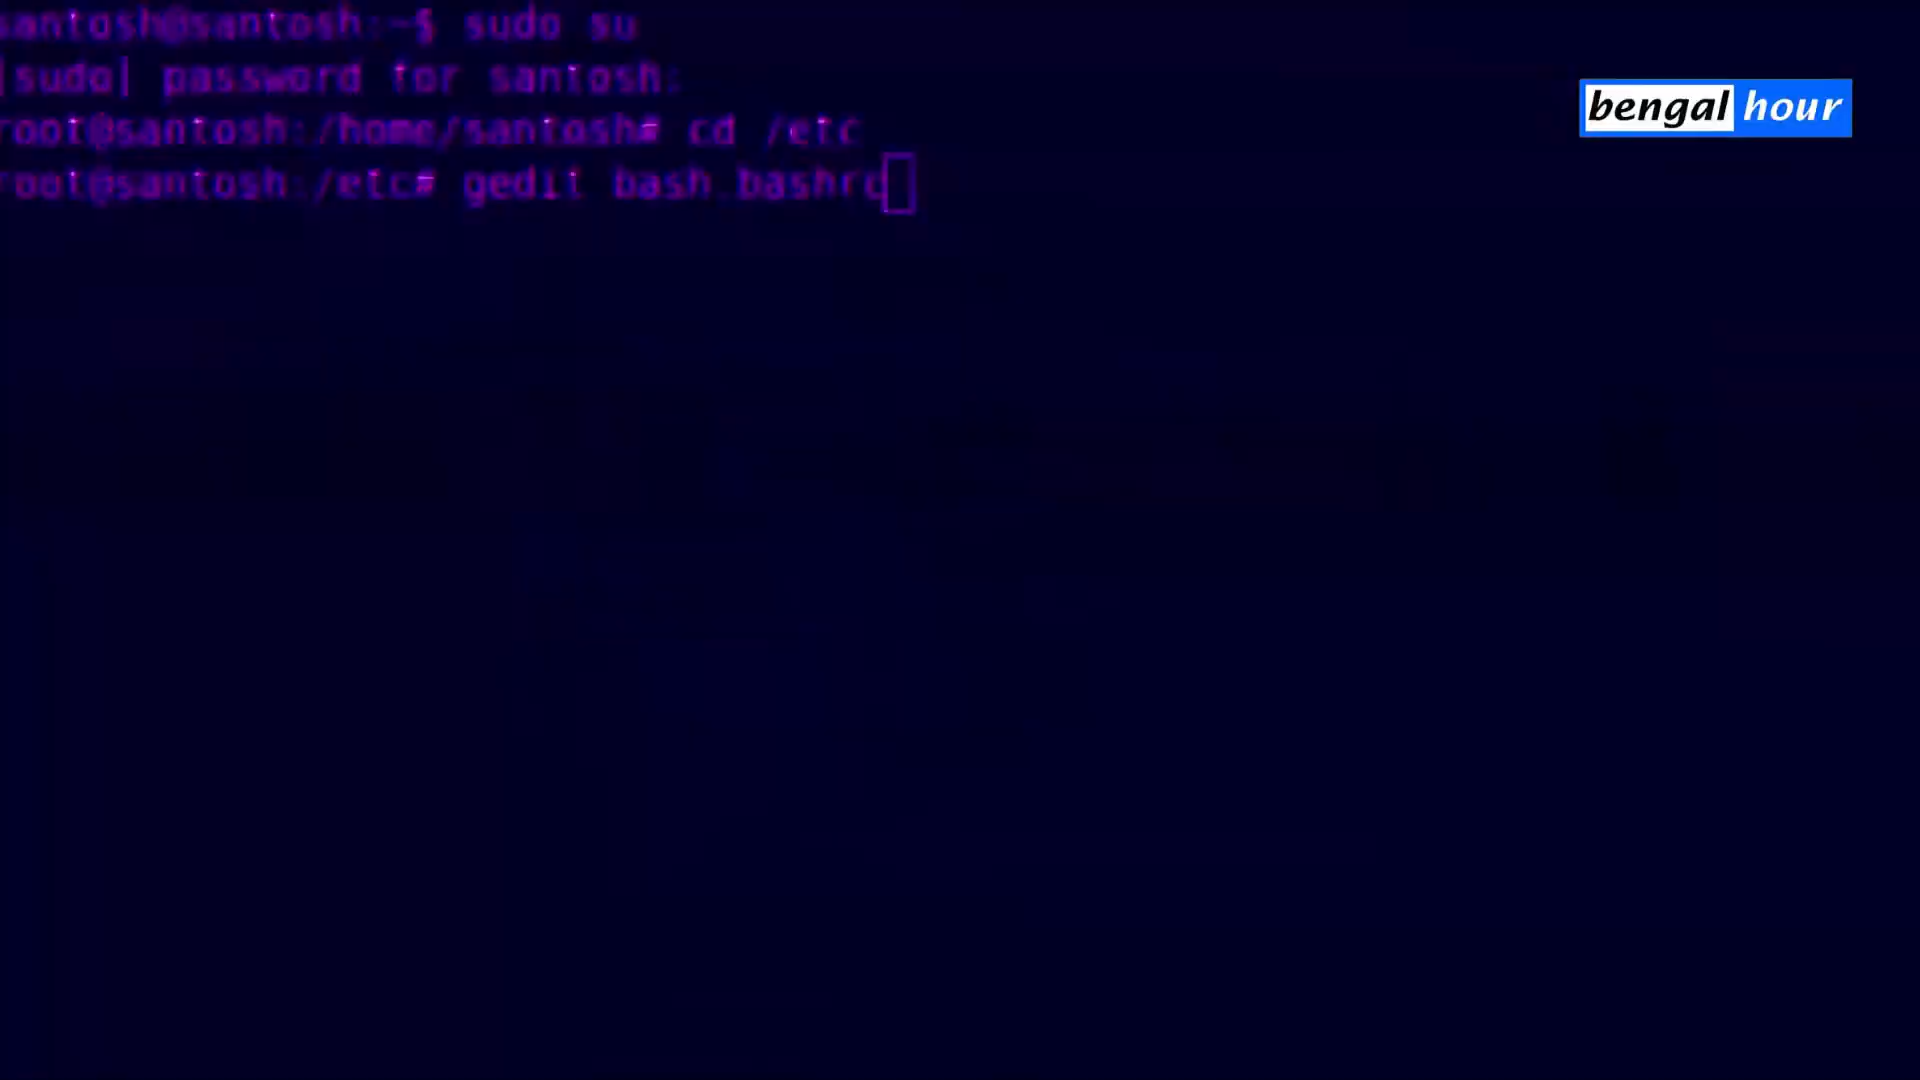 santosh@santosh:~$ sudo su
[sudo] password for santosh:
root@santosh:/home/santosh# cd /etc
root@santosh:/etc# gedit bash.bashrc
bengal hour